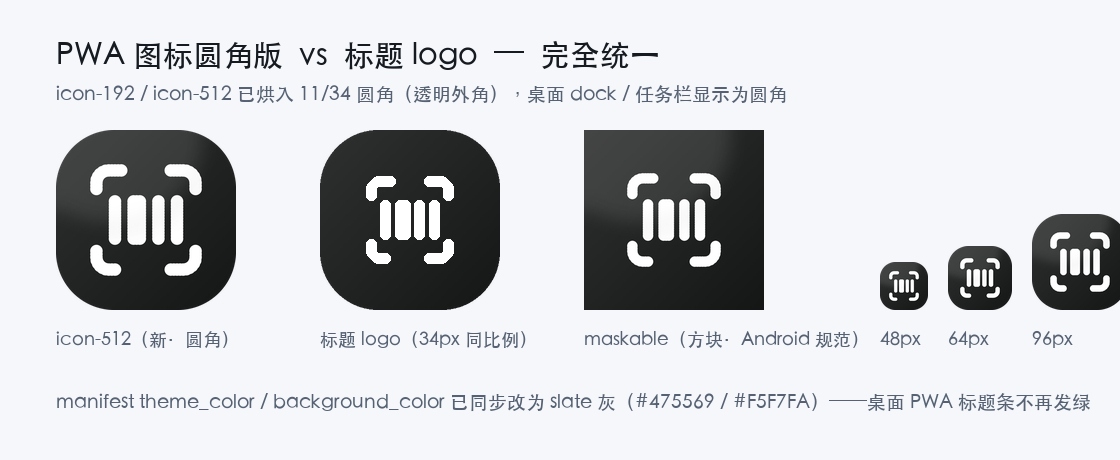 PWA 图标圆角版 vs 标题 logo — 完全统一
icon-192 / icon-512 已烘入 11/34 圆角（透明外角），桌面 dock / 任务栏显示为圆角
icon-512（新· 圆角）
标题 logo（34px 同比例）
maskable（方块· Android 规范）
48px
64px
96px
manifest theme_color / background_color 已同步改为 slate 灰（#475569 / #F5F7FA）——桌面 PWA 标题条不再发绿